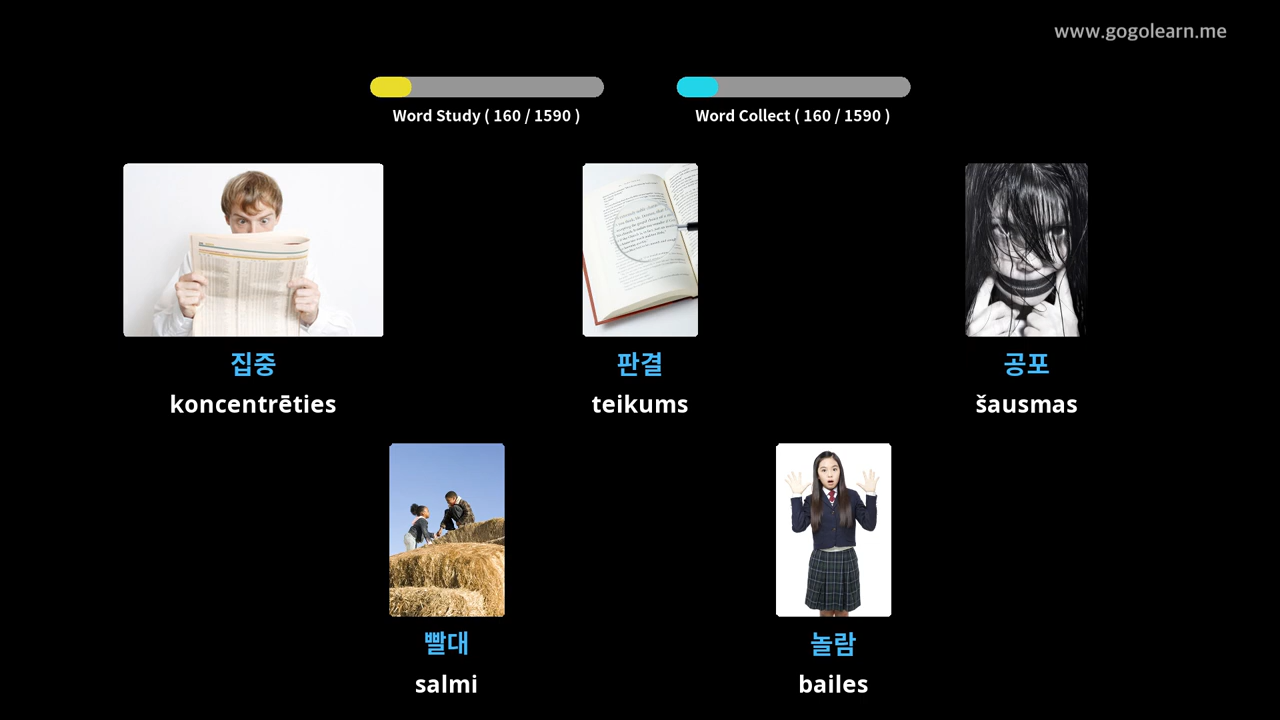 www.gogolearn.me
Word Study ( 160 / 1590 )
Word Collect ( 160 / 1590 )
집중
koncentrēties
판결
teikums
공포
šausmas
빨대
salmi
놀람
bailes